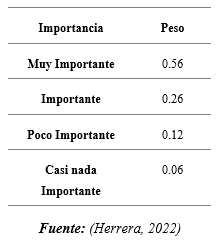 Importancia Peso
Muy Importante 0.56
Importante 0.26
Poco Importante 0.12
Casi nada 0.06
Importante
Fuente: (Herrera, 2022)